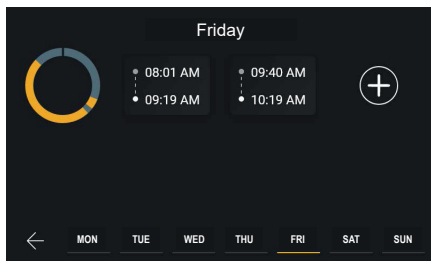 Friday
08:01 AM
09:19 AM
09:40 AM
10:19 AM
MON TUE WED THU FRI SAT SUN